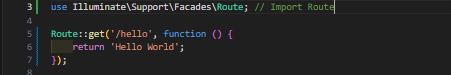 3 use Illuminate\Support\Facades\Route; // Import Route
4
5 Route::get('/hello', function () {
6 return 'Hello World';
7 });